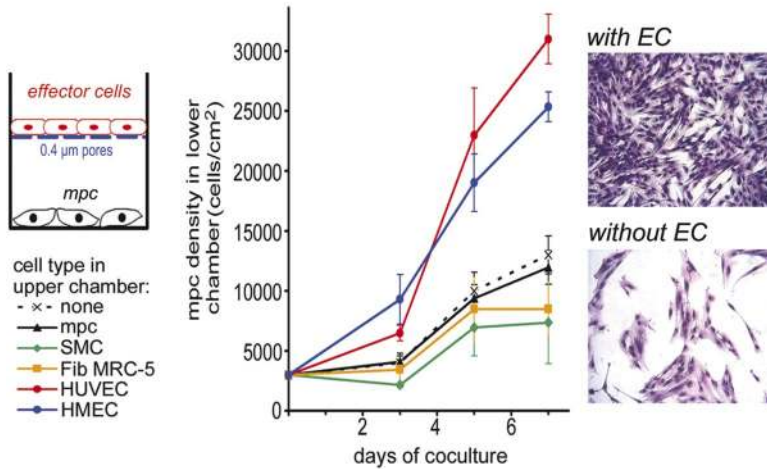 effector cells
0.4 µm pores
mpc
cell type in
upper chamber:
none
mpc
SMC
Fib MRC-5
HUVEC
HMEC
mpc density in lower
chamber (cells/cm²)
30000
25000
20000
15000
10000
5000
0
2
4
6
days of coculture
with EC
without EC